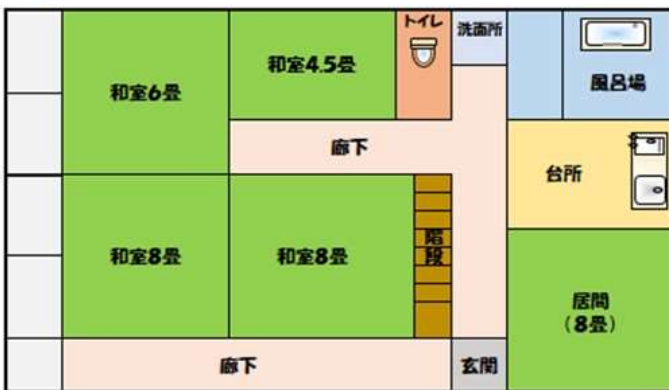 トイレ
洗面所
和室4.5畳
和室6畳
風呂場
廊下
台所
和室8畳
和室8畳
階
段
居間
(8畳)
廊下
玄関